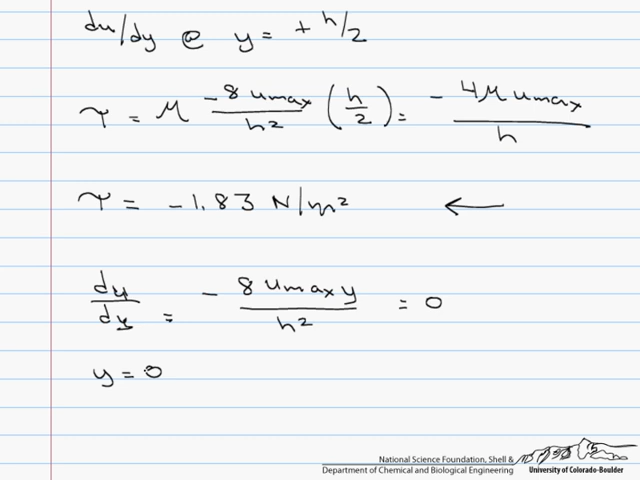 du/dy @ y = + h/2
τ = μ -8 umax/h² (h/2) = - 4μ umax/h
τ = -1.83 N/m² ←
du/dy = - 8 umax y/h² = 0
y = 0
National Science Foundation, Shell &
Department of Chemical and Biological Engineering
University of Colorado-Boulder